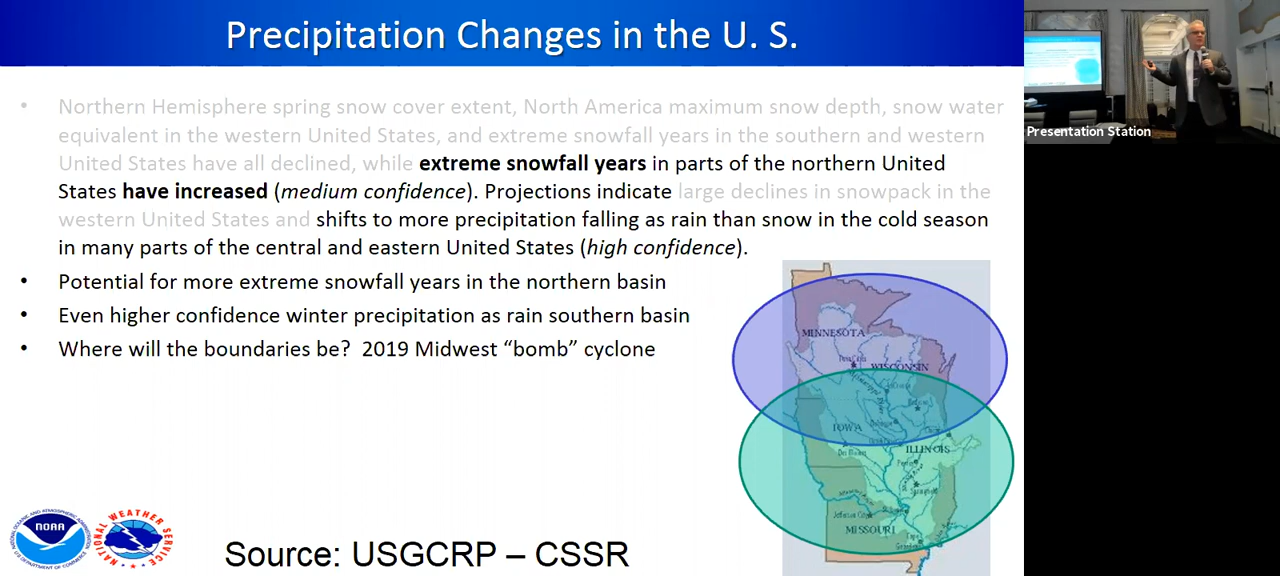 Precipitation Changes in the U. S.
Presentation Station
• Northern Hemisphere spring snow cover extent, North America maximum snow depth, snow water
equivalent in the western United States, and extreme snowfall years in the southern and western
United States have all declined, while extreme snowfall years in parts of the northern United
States have increased (medium confidence). Projections indicate large declines in snowpack in the
western United States and shifts to more precipitation falling as rain than snow in the cold season
in many parts of the central and eastern United States (high confidence).
• Potential for more extreme snowfall years in the northern basin
• Even higher confidence winter precipitation as rain southern basin
• Where will the boundaries be? 2019 Midwest “bomb” cyclone
MINNESOTA
WISCONSIN
IOWA
ILLINOIS
Springfield
MISSOURI
NOAA
NATIONAL WEATHER SERVICE
Source: USGCRP – CSSR